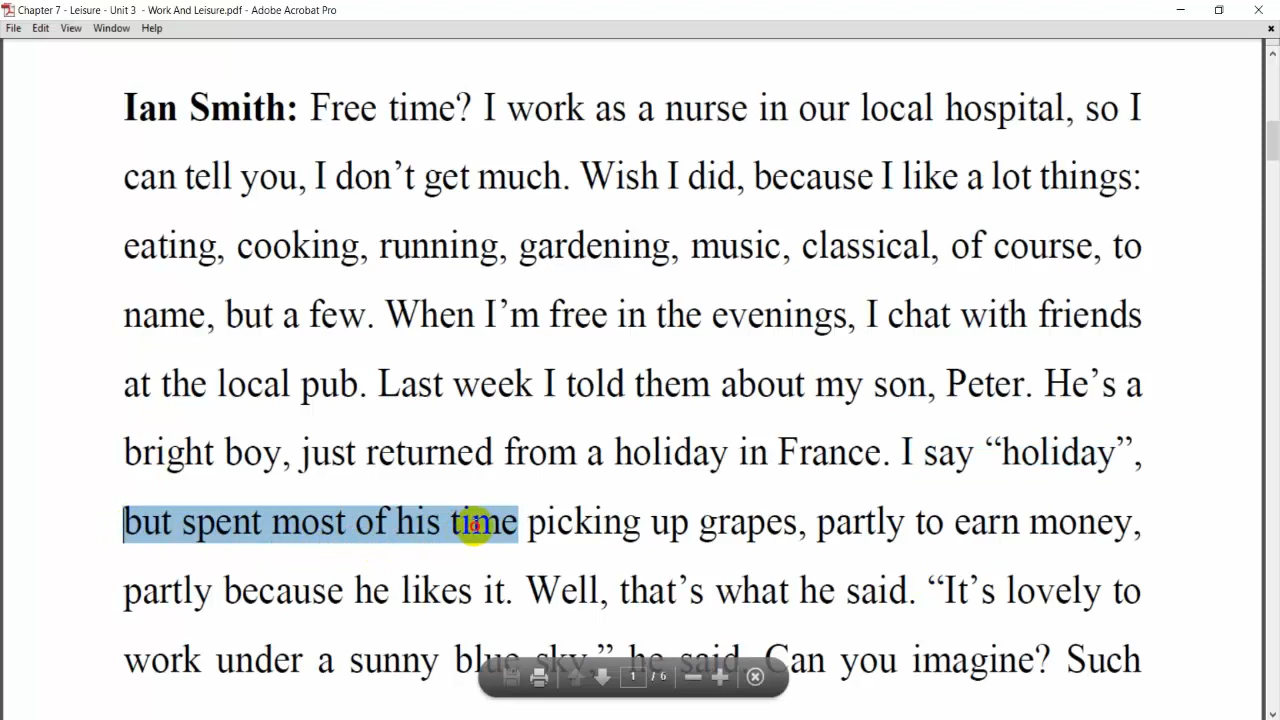 Chapter 7 - Leisure - Unit 3 - Work And Leisure.pdf - Adobe Acrobat Pro
File Edit View Window Help
Ian Smith: Free time? I work as a nurse in our local hospital, so I
can tell you, I don’t get much. Wish I did, because I like a lot things:
eating, cooking, running, gardening, music, classical, of course, to
name, but a few. When I’m free in the evenings, I chat with friends
at the local pub. Last week I told them about my son, Peter. He’s a
bright boy, just returned from a holiday in France. I say “holiday”,
but spent most of his time picking up grapes, partly to earn money,
partly because he likes it. Well, that’s what he said. “It’s lovely to
work under a sunny blue sky,” he said. Can you imagine? Such
1 / 6